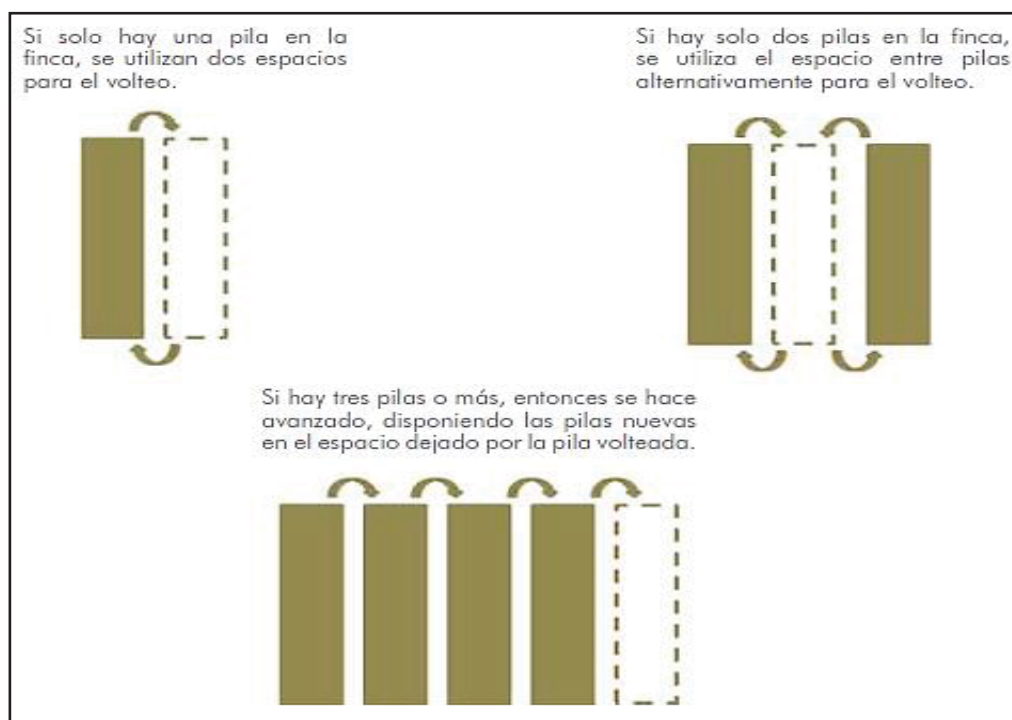 Si solo hay una pila en la
finca, se utilizan dos espacios
para el volteo.
Si hay solo dos pilas en la finca,
se utiliza el espacio entre pilas
alternativamente para el volteo.
Si hay tres pilas o más, entonces se hace
avanzado, disponiendo las pilas nuevas
en el espacio dejado por la pila volteada.